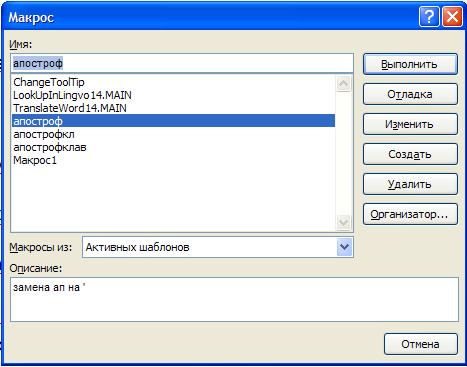 Макрос
Имя:
апостроф
ChangeToolTip
LookUpInLingvo14.MAIN
TranslateWord14.MAIN
апостроф
апострофкл
апострофклав
Макрос1
Выполнить
Отладка
Изменить
Создать
Удалить
Организатор...
Макросы из:
Активных шаблонов
Описание:
замена ап на '
Отмена